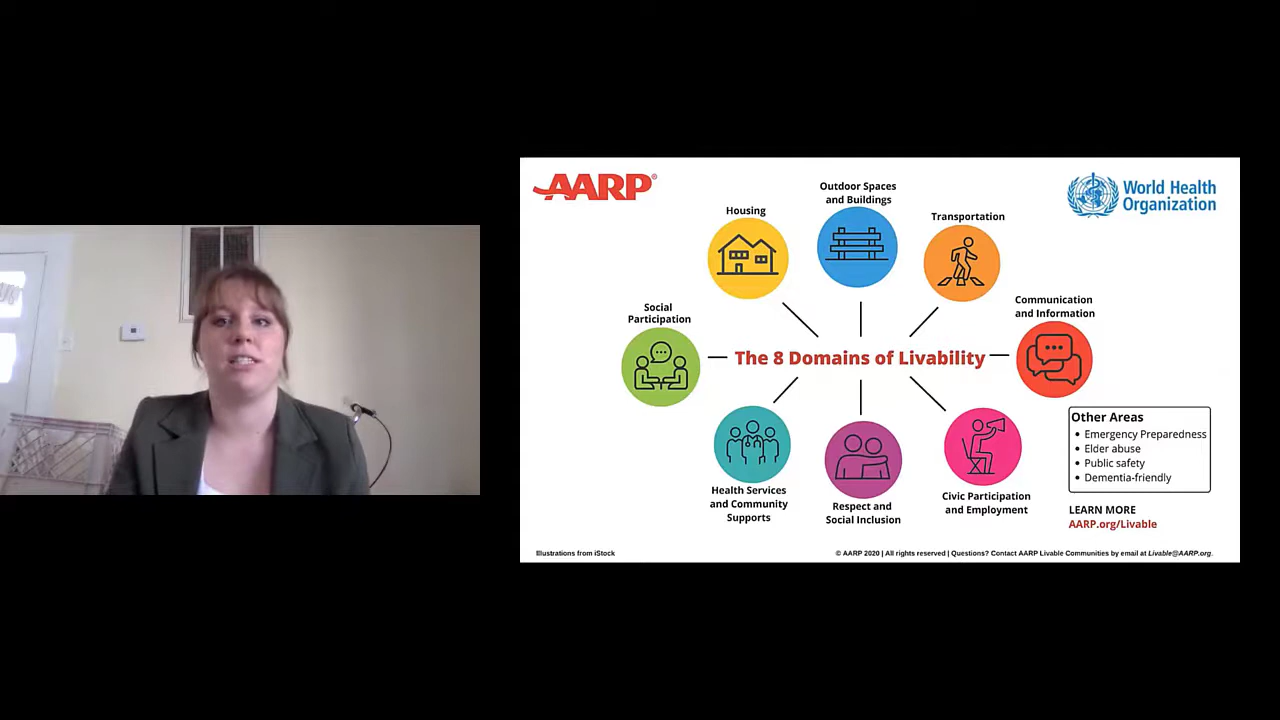 AARP®
World Health
Organization
Housing
Outdoor Spaces
and Buildings
Transportation
Social
Participation
Communication
and Information
The 8 Domains of Livability
Health Services
and Community
Supports
Respect and
Social Inclusion
Civic Participation
and Employment
Other Areas
• Emergency Preparedness
• Elder abuse
• Public safety
• Dementia-friendly
LEARN MORE
AARP.org/Livable
Illustrations from iStock
© AARP 2020 | All rights reserved | Questions? Contact AARP Livable Communities by email at Livable@AARP.org.